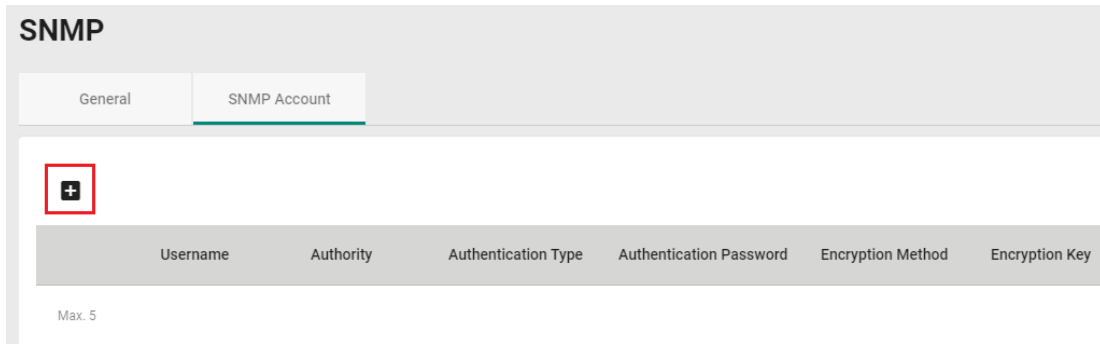 SNMP
General SNMP Account
Username Authority Authentication Type Authentication Password Encryption Method Encryption Key
Max. 5